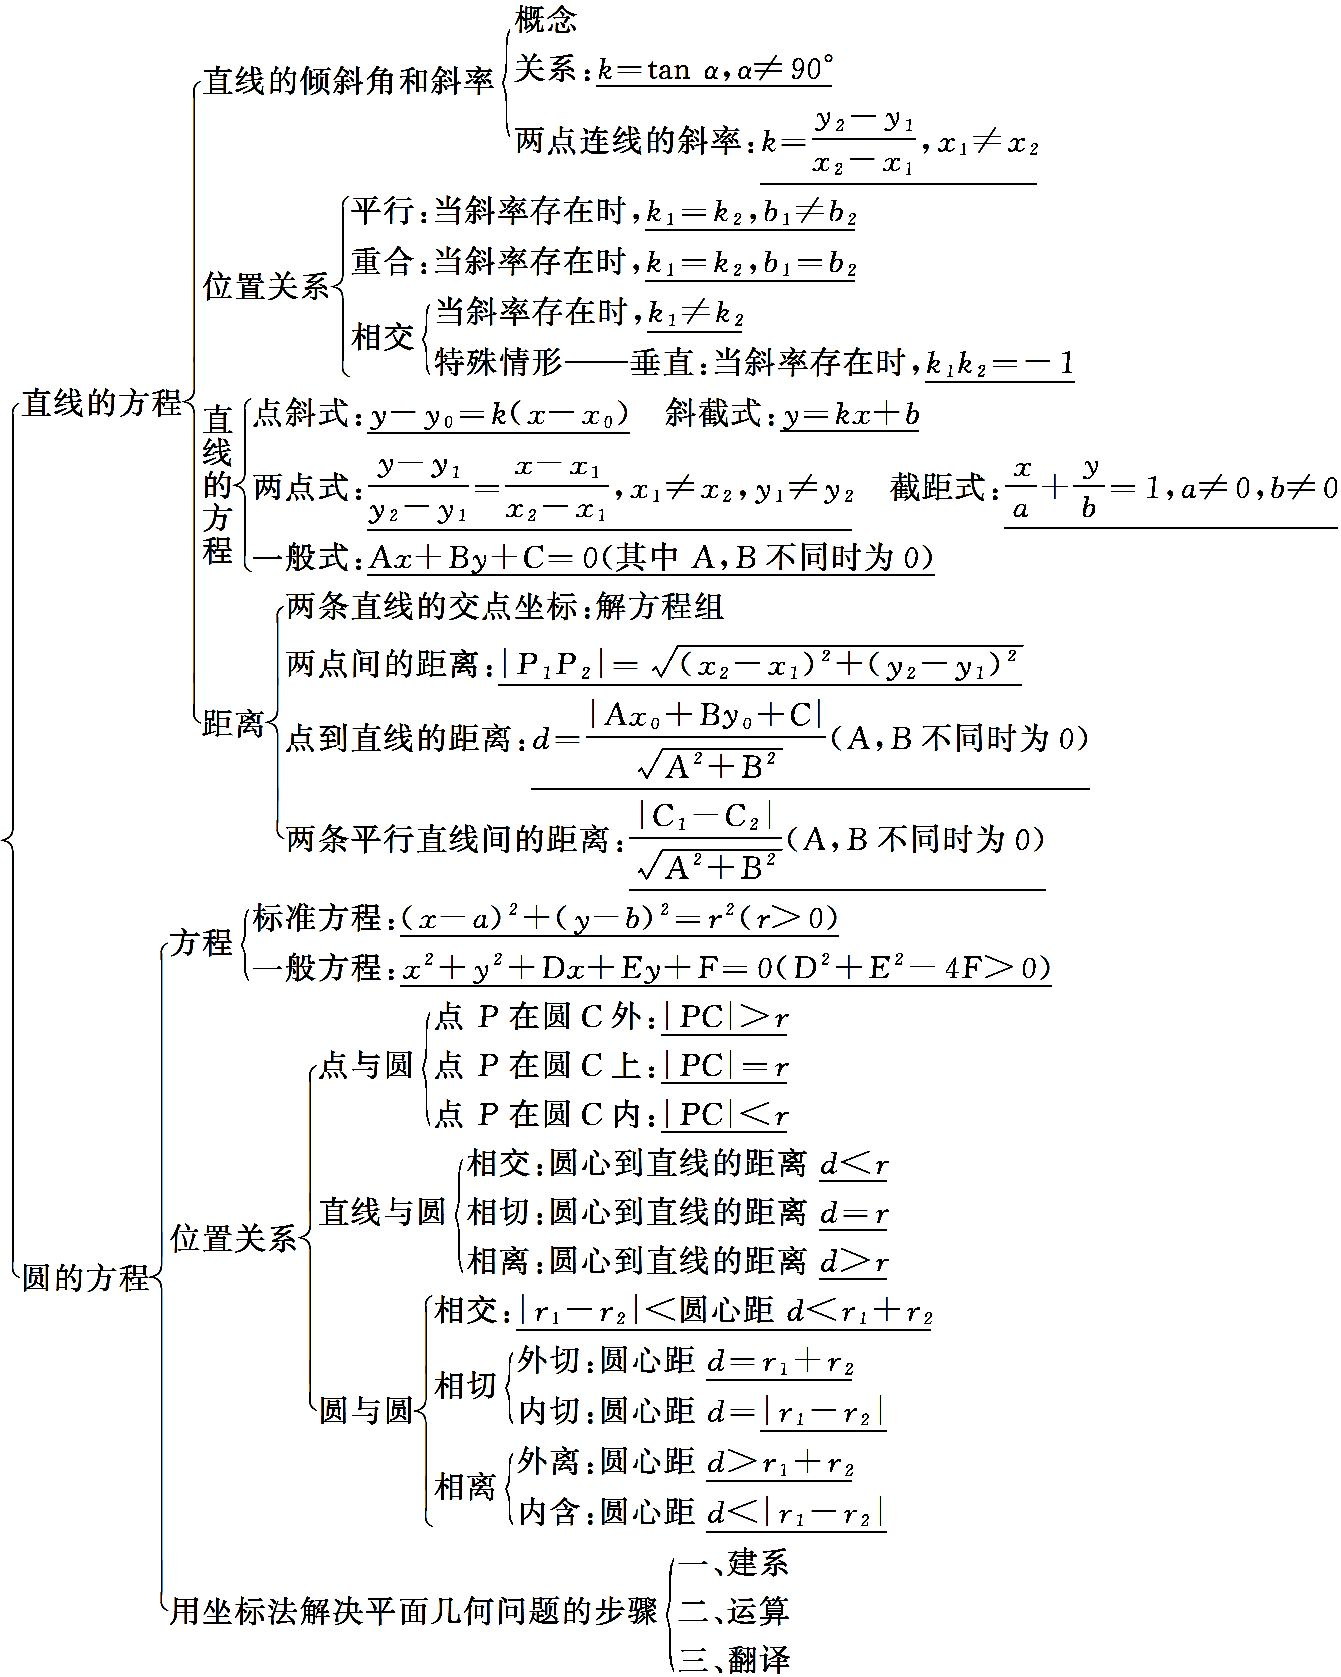 概念
直线的倾斜角和斜率
关系:k=tan α,α≠90°
两点连线的斜率:k=\frac{y₂-y₁}{x₂-x₁},x₁≠x₂
平行:当斜率存在时,k₁=k₂,b₁≠b₂
重合:当斜率存在时,k₁=k₂,b₁=b₂
位置关系
相交
当斜率存在时,k₁≠k₂
特殊情形——垂直:当斜率存在时,k₁k₂=-1
直线的方程
直线的方程
点斜式:y-y₀=k(x-x₀) 斜截式:y=kx+b
两点式:\frac{y-y₁}{y₂-y₁}=\frac{x-x₁}{x₂-x₁},x₁≠x₂,y₁≠y₂ 截距式:\frac{x}{a}+\frac{y}{b}=1,a≠0,b≠0
一般式:Ax+By+C=0(其中 A,B 不同时为 0)
距离
两条直线的交点坐标:解方程组
两点间的距离:|P₁P₂|=\sqrt{(x₂-x₁)²+(y₂-y₁)²}
点到直线的距离:d=\frac{|Ax₀+By₀+C|}{\sqrt{A²+B²}}(A,B 不同时为 0)
两条平行直线间的距离:\frac{|C₁-C₂|}{\sqrt{A²+B²}}(A,B 不同时为 0)
圆的方程
方程
标准方程:(x-a)²+(y-b)²=r²(r>0)
一般方程:x²+y²+Dx+Ey+F=0(D²+E²-4F>0)
位置关系
点与圆
点 P 在圆 C 外:|PC|>r
点 P 在圆 C 上:|PC|=r
点 P 在圆 C 内:|PC|<r
直线与圆
相交:圆心到直线的距离 d<r
相切:圆心到直线的距离 d=r
相离:圆心到直线的距离 d>r
圆与圆
相交:|r₁-r₂|<圆心距 d<r₁+r₂
相切
外切:圆心距 d=r₁+r₂
内切:圆心距 d=|r₁-r₂|
相离
外离:圆心距 d>r₁+r₂
内含:圆心距 d<|r₁-r₂|
用坐标法解决平面几何问题的步骤
一、建系
二、运算
三、翻译